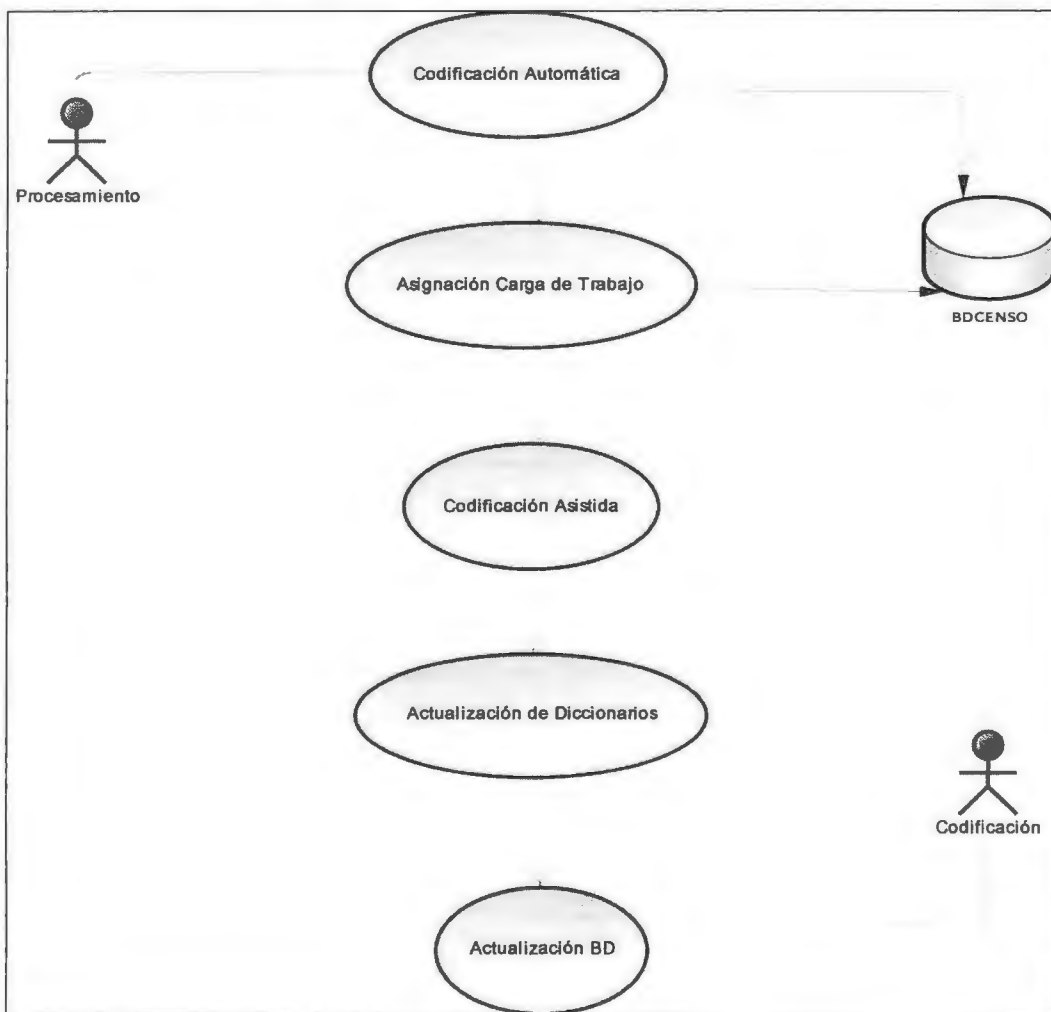 Codificación Automática
Procesamiento
Asignación Carga de Trabajo
BDCENSO
Codificación Asistida
Actualización de Diccionarios
Codificación
Actualización BD